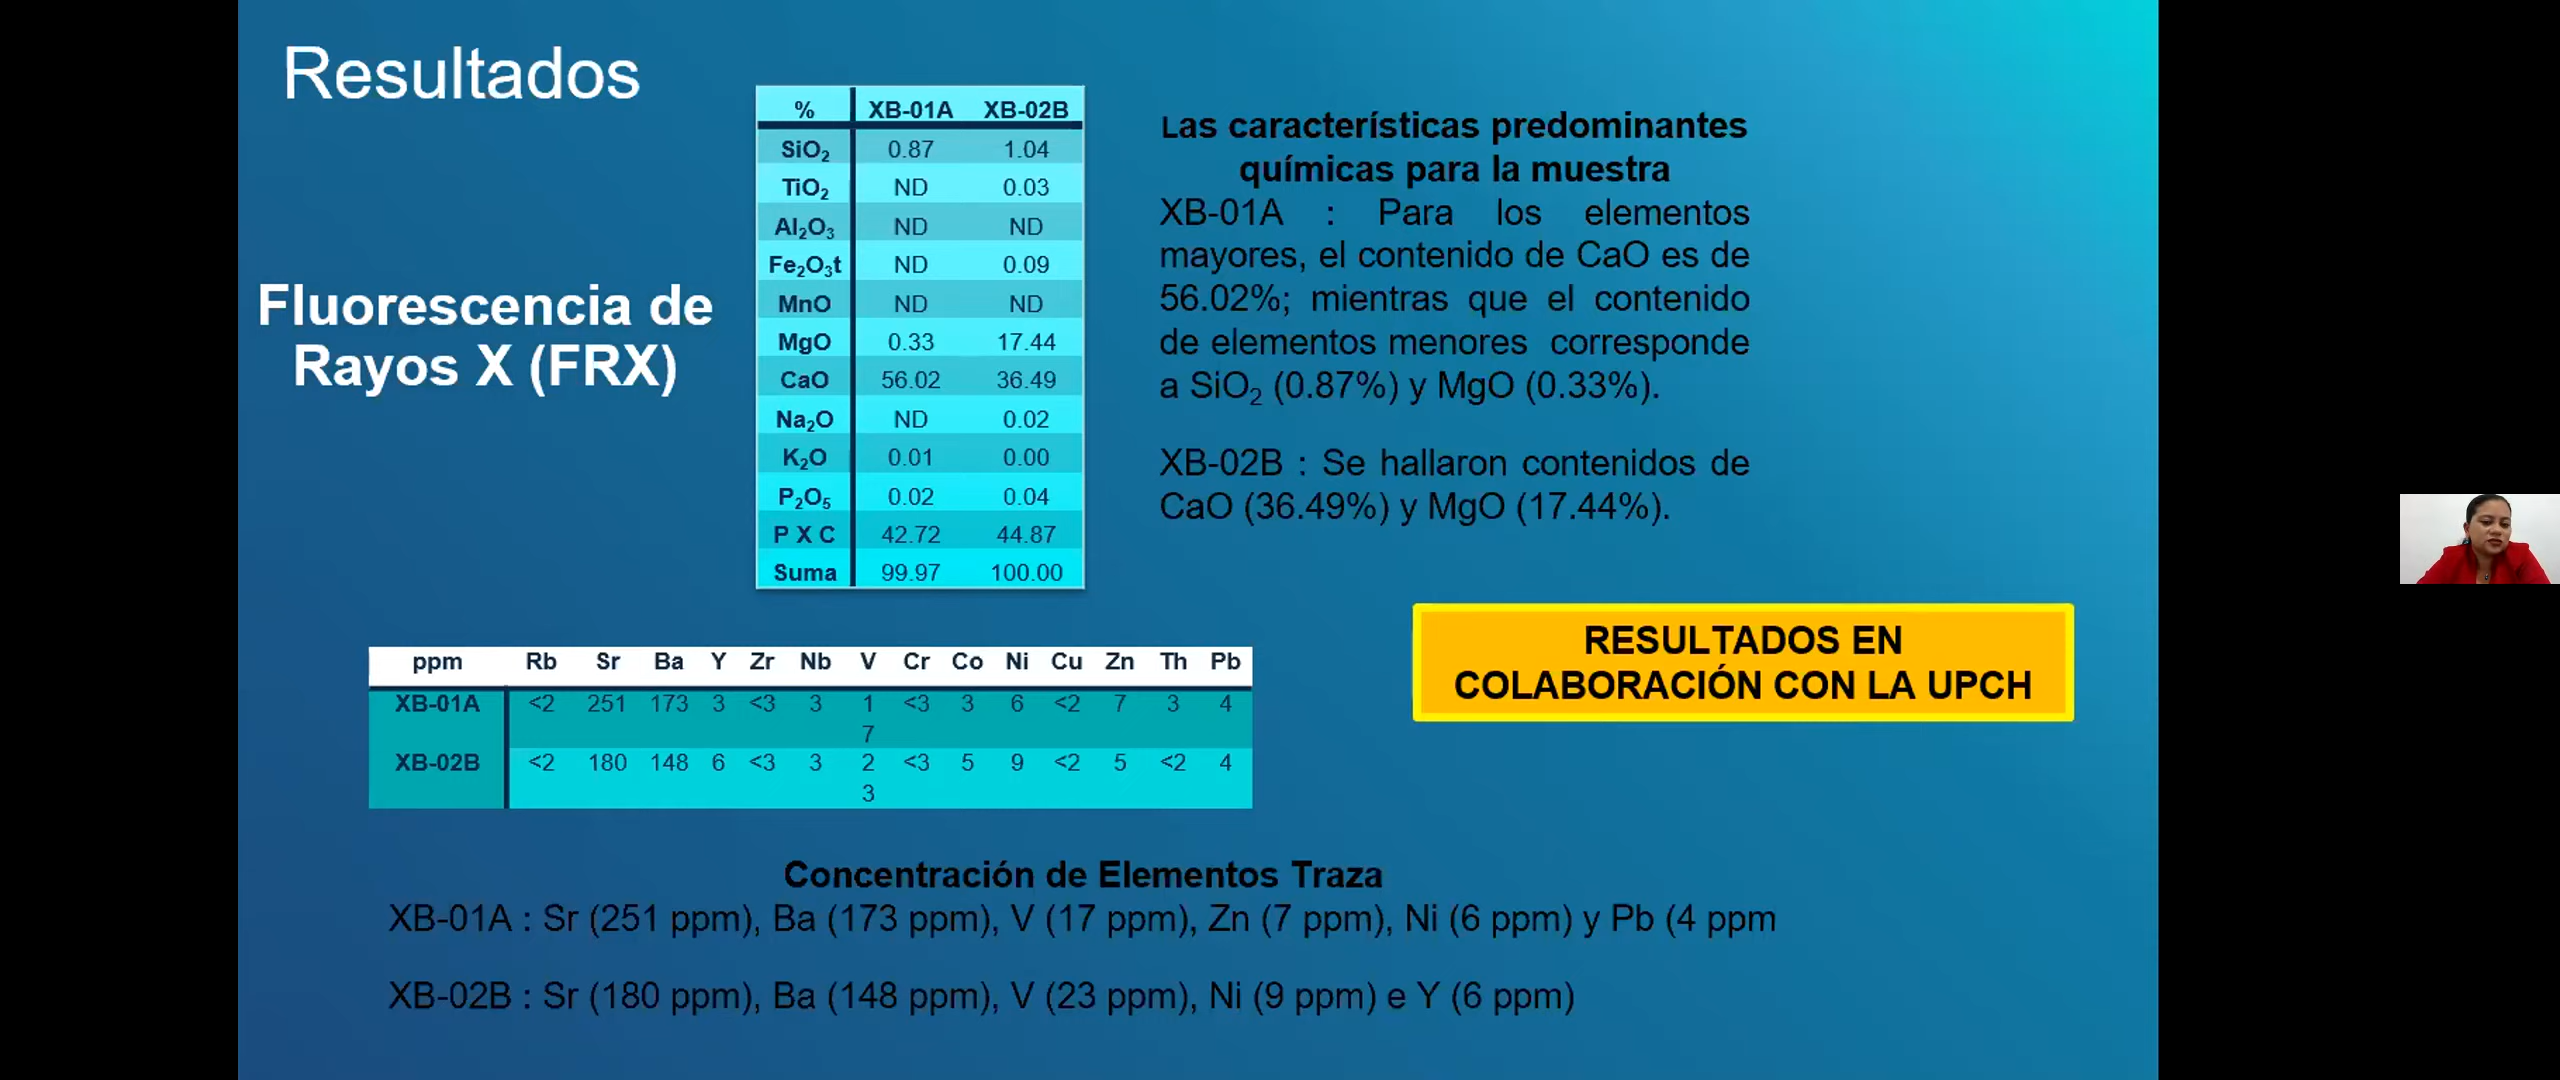 Resultados
Fluorescencia de
Rayos X (FRX)
% XB-01A XB-02B
SiO₂ 0.87 1.04
TiO₂ ND 0.03
Al₂O₃ ND ND
Fe₂O₃t ND 0.09
MnO ND ND
MgO 0.33 17.44
CaO 56.02 36.49
Na₂O ND 0.02
K₂O 0.01 0.00
P₂O₅ 0.02 0.04
P X C 42.72 44.87
Suma 99.97 100.00
Las características predominantes
químicas para la muestra
XB-01A : Para los elementos
mayores, el contenido de CaO es de
56.02%; mientras que el contenido
de elementos menores corresponde
a SiO₂ (0.87%) y MgO (0.33%).
XB-02B : Se hallaron contenidos de
CaO (36.49%) y MgO (17.44%).
RESULTADOS EN
COLABORACIÓN CON LA UPCH
ppm Rb Sr Ba Y Zr Nb V Cr Co Ni Cu Zn Th Pb
XB-01A <2 251 173 3 <3 3 1 <3 3 6 <2 7 3 4
7
XB-02B <2 180 148 6 <3 3 2 <3 5 9 <2 5 <2 4
3
Concentración de Elementos Traza
XB-01A : Sr (251 ppm), Ba (173 ppm), V (17 ppm), Zn (7 ppm), Ni (6 ppm) y Pb (4 ppm
XB-02B : Sr (180 ppm), Ba (148 ppm), V (23 ppm), Ni (9 ppm) e Y (6 ppm)